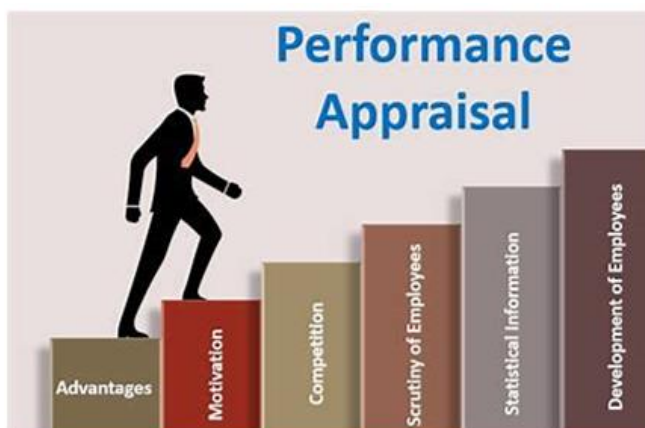 Performance
Appraisal
Advantages
Motivation
Competition
Scrutiny of Employees
Statistical Information
Development of Employees